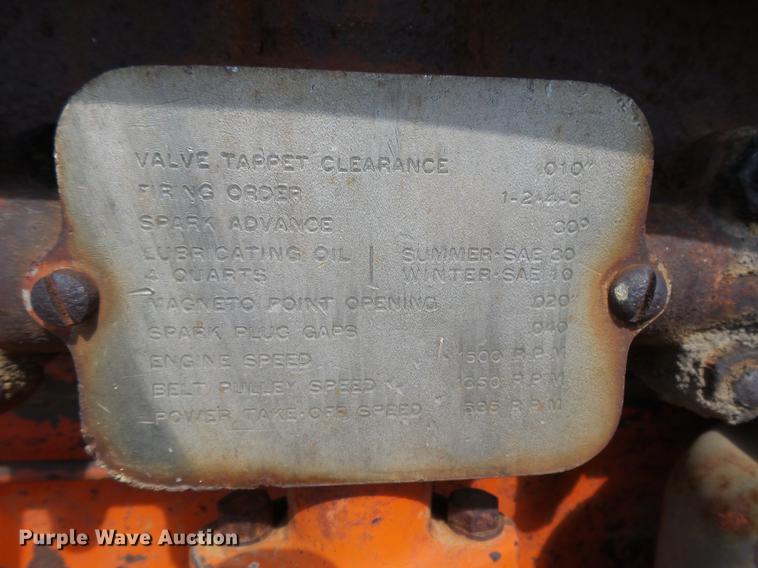 VALVE TAPPET CLEARANCE .010"
FIRING ORDER 1-2-4-3
SPARK ADVANCE 30°
LUBRICATING OIL | SUMMER-SAE 30
4 QUARTS | WINTER-SAE 10
MAGNETO POINT OPENING .020"
SPARK PLUG GAPS .040"
ENGINE SPEED 1500 R.P.M.
BELT PULLEY SPEED 1350 R.P.M.
POWER TAKE-OFF SPEED 535 R.P.M.
Purple Wave Auction